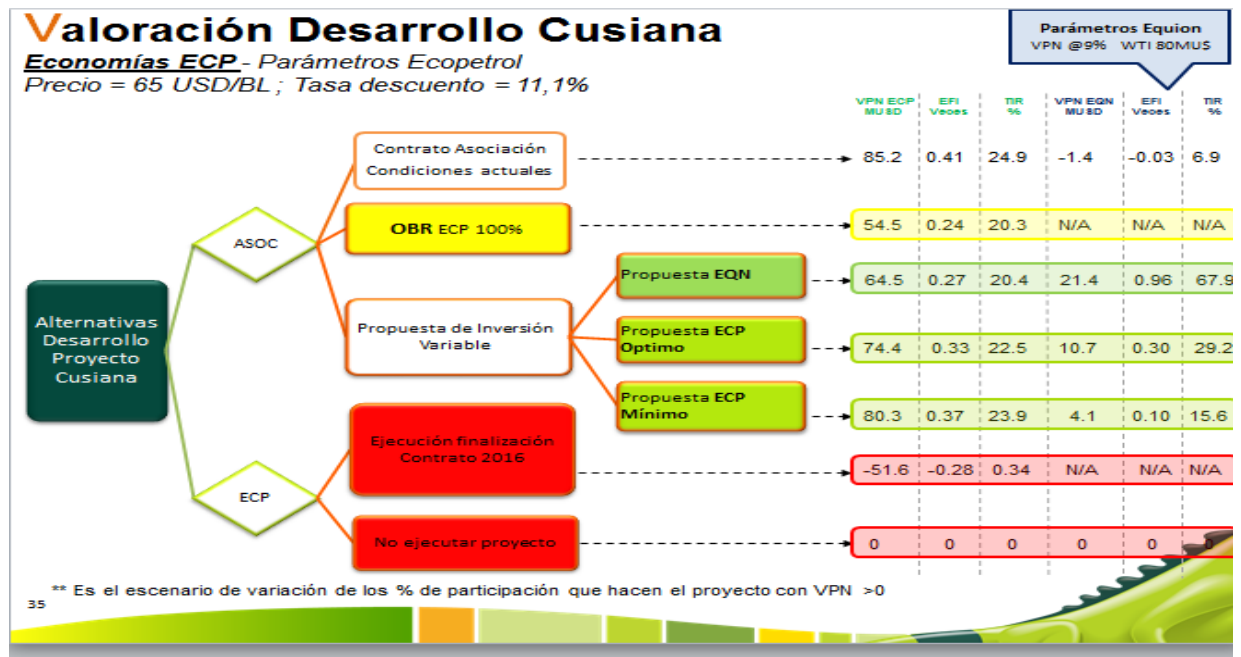 Valoración Desarrollo Cusiana
Economías ECP - Parámetros Ecopetrol
Precio = 65 USD/BL ; Tasa descuento = 11,1%
Parámetros Equion
VPN @9% WTI 80MU$
VPN ECP EFI TIR VPN EQN EFI TIR
MUSD Veces % MUSD Veces %
Contrato Asociación
Condiciones actuales
85.2 0.41 24.9 -1.4 -0.03 6.9
ASOC
OBR ECP 100%
54.5 0.24 20.3 N/A N/A N/A
Propuesta EQN
64.5 0.27 20.4 21.4 0.96 67.9
Alternativas
Desarrollo
Proyecto
Cusiana
Propuesta de Inversión
Variable
Propuesta ECP
Optimo
74.4 0.33 22.5 10.7 0.30 29.2
Propuesta ECP
Mínimo
80.3 0.37 23.9 4.1 0.10 15.6
ECP
Ejecución finalización
Contrato 2016
-51.6 -0.28 0.34 N/A N/A N/A
No ejecutar proyecto
0 0 0 0 0 0
** Es el escenario de variación de los % de participación que hacen el proyecto con VPN >0
35